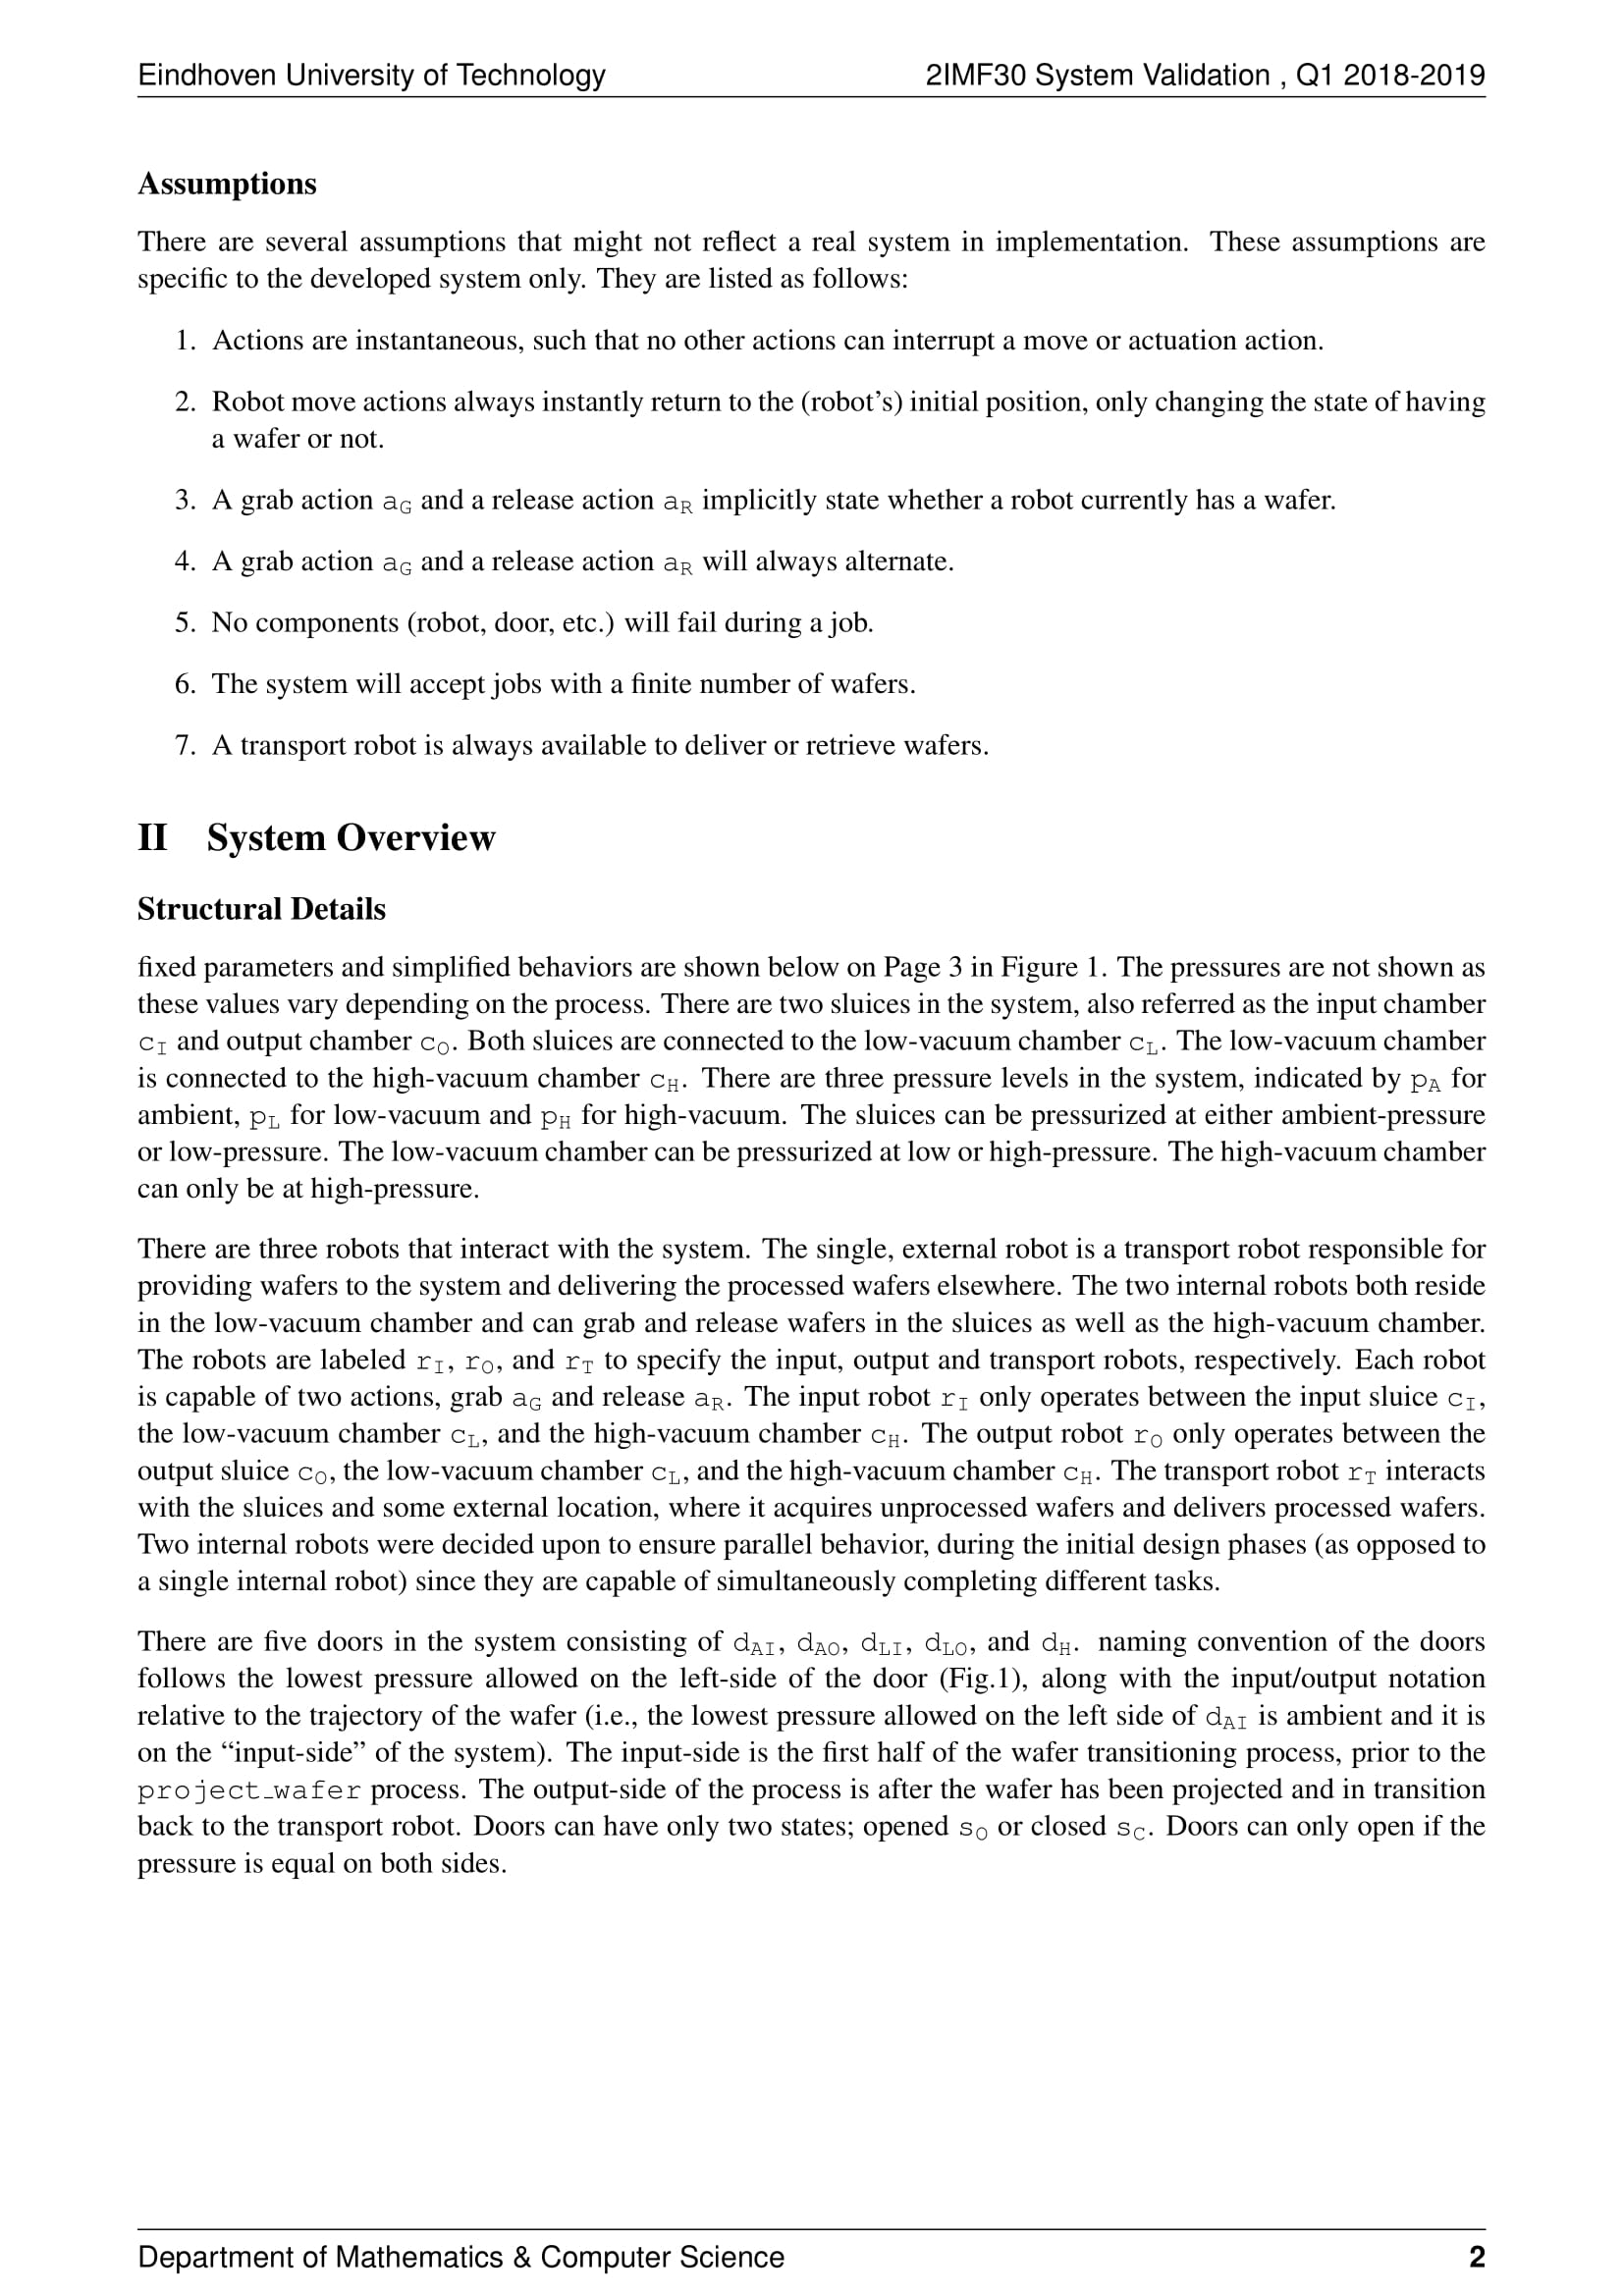 Eindhoven University of Technology 2IMF30 System Validation , Q1 2018-2019
Assumptions
There are several assumptions that might not reflect a real system in implementation. These assumptions are
specific to the developed system only. They are listed as follows:
1. Actions are instantaneous, such that no other actions can interrupt a move or actuation action.
2. Robot move actions always instantly return to the (robot's) initial position, only changing the state of having
a wafer or not.
3. A grab action a_G and a release action a_R implicitly state whether a robot currently has a wafer.
4. A grab action a_G and a release action a_R will always alternate.
5. No components (robot, door, etc.) will fail during a job.
6. The system will accept jobs with a finite number of wafers.
7. A transport robot is always available to deliver or retrieve wafers.
II System Overview
Structural Details
fixed parameters and simplified behaviors are shown below on Page 3 in Figure 1. The pressures are not shown as
these values vary depending on the process. There are two sluices in the system, also referred as the input chamber
c_I and output chamber c_O. Both sluices are connected to the low-vacuum chamber c_L. The low-vacuum chamber
is connected to the high-vacuum chamber c_H. There are three pressure levels in the system, indicated by p_A for
ambient, p_L for low-vacuum and p_H for high-vacuum. The sluices can be pressurized at either ambient-pressure
or low-pressure. The low-vacuum chamber can be pressurized at low or high-pressure. The high-vacuum chamber
can only be at high-pressure.
There are three robots that interact with the system. The single, external robot is a transport robot responsible for
providing wafers to the system and delivering the processed wafers elsewhere. The two internal robots both reside
in the low-vacuum chamber and can grab and release wafers in the sluices as well as the high-vacuum chamber.
The robots are labeled r_I, r_O, and r_T to specify the input, output and transport robots, respectively. Each robot
is capable of two actions, grab a_G and release a_R. The input robot r_I only operates between the input sluice c_I,
the low-vacuum chamber c_L, and the high-vacuum chamber c_H. The output robot r_O only operates between the
output sluice c_O, the low-vacuum chamber c_L, and the high-vacuum chamber c_H. The transport robot r_T interacts
with the sluices and some external location, where it acquires unprocessed wafers and delivers processed wafers.
Two internal robots were decided upon to ensure parallel behavior, during the initial design phases (as opposed to
a single internal robot) since they are capable of simultaneously completing different tasks.
There are five doors in the system consisting of d_AI, d_AO, d_LI, d_LO, and d_H. naming convention of the doors
follows the lowest pressure allowed on the left-side of the door (Fig.1), along with the input/output notation
relative to the trajectory of the wafer (i.e., the lowest pressure allowed on the left side of d_AI is ambient and it is
on the “input-side” of the system). The input-side is the first half of the wafer transitioning process, prior to the
project_wafer process. The output-side of the process is after the wafer has been projected and in transition
back to the transport robot. Doors can have only two states; opened s_O or closed s_C. Doors can only open if the
pressure is equal on both sides.
Department of Mathematics & Computer Science 2